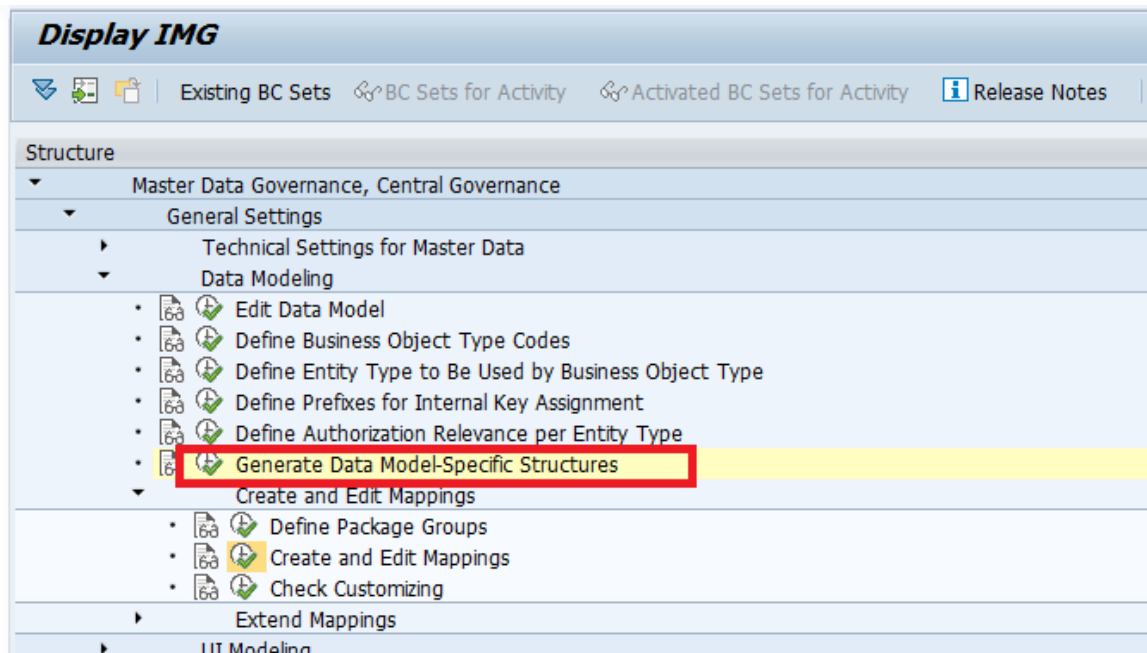 Display IMG
Existing BC Sets BC Sets for Activity Activated BC Sets for Activity Release Notes
Structure
Master Data Governance, Central Governance
General Settings
Technical Settings for Master Data
Data Modeling
Edit Data Model
Define Business Object Type Codes
Define Entity Type to Be Used by Business Object Type
Define Prefixes for Internal Key Assignment
Define Authorization Relevance per Entity Type
Generate Data Model-Specific Structures
Create and Edit Mappings
Define Package Groups
Create and Edit Mappings
Check Customizing
Extend Mappings
UI Modeling